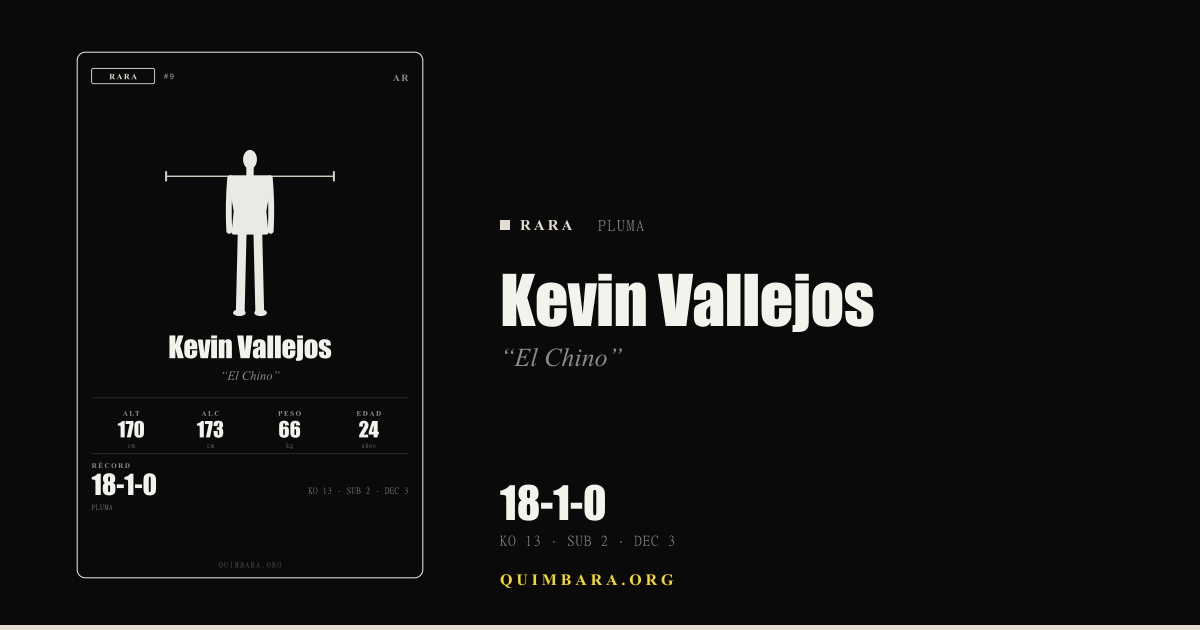 RARA #9 AR
Kevin Vallejos
“El Chino”
ALT ALC PESO EDAD
170 173 66 24
cm cm kg años
RÉCORD
18-1-0
KO 13 · SUB 2 · DEC 3
PLUMA
QUIMBARA.ORG
RARA PLUMA
Kevin Vallejos
“El Chino”
18-1-0
KO 13 · SUB 2 · DEC 3
QUIMBARA.ORG